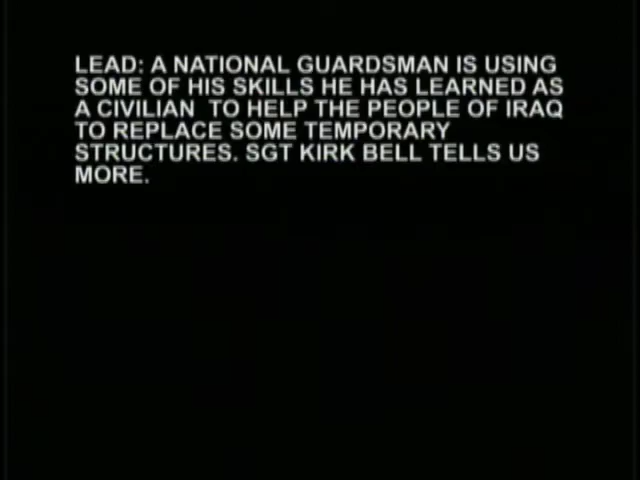 LEAD: A NATIONAL GUARDSMAN IS USING
SOME OF HIS SKILLS HE HAS LEARNED AS
A CIVILIAN  TO HELP THE PEOPLE OF IRAQ
TO REPLACE SOME TEMPORARY
STRUCTURES. SGT KIRK BELL TELLS US
MORE.